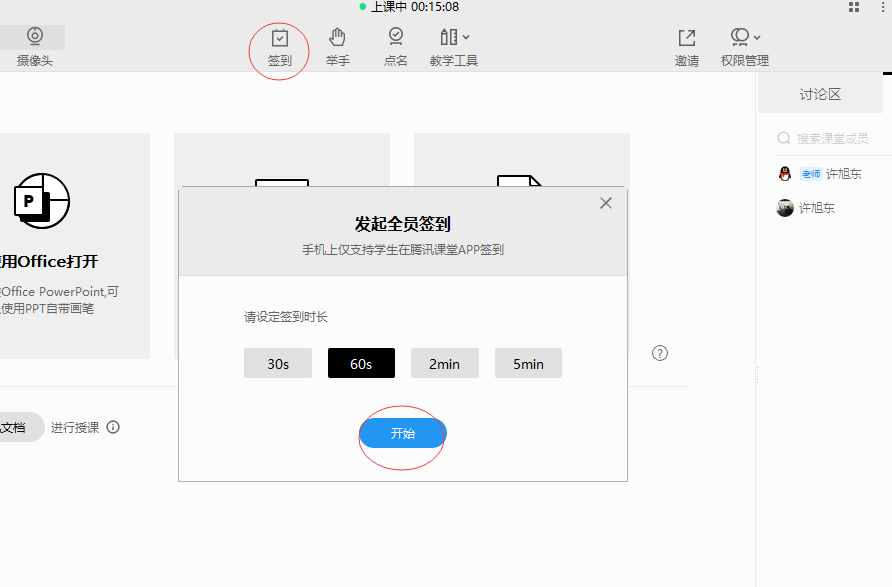 上课中 00:15:08
摄像头
签到
举手
点名
教学工具
邀请
权限管理
讨论区
搜索课堂成员
老师 许旭东
许旭东
P
用Office打开
Office PowerPoint,可
使用PPT自带画笔
发起全员签到
手机上仅支持学生在腾讯课堂APP签到
请设定签到时长
30s
60s
2min
5min
开始
?
文档
进行授课